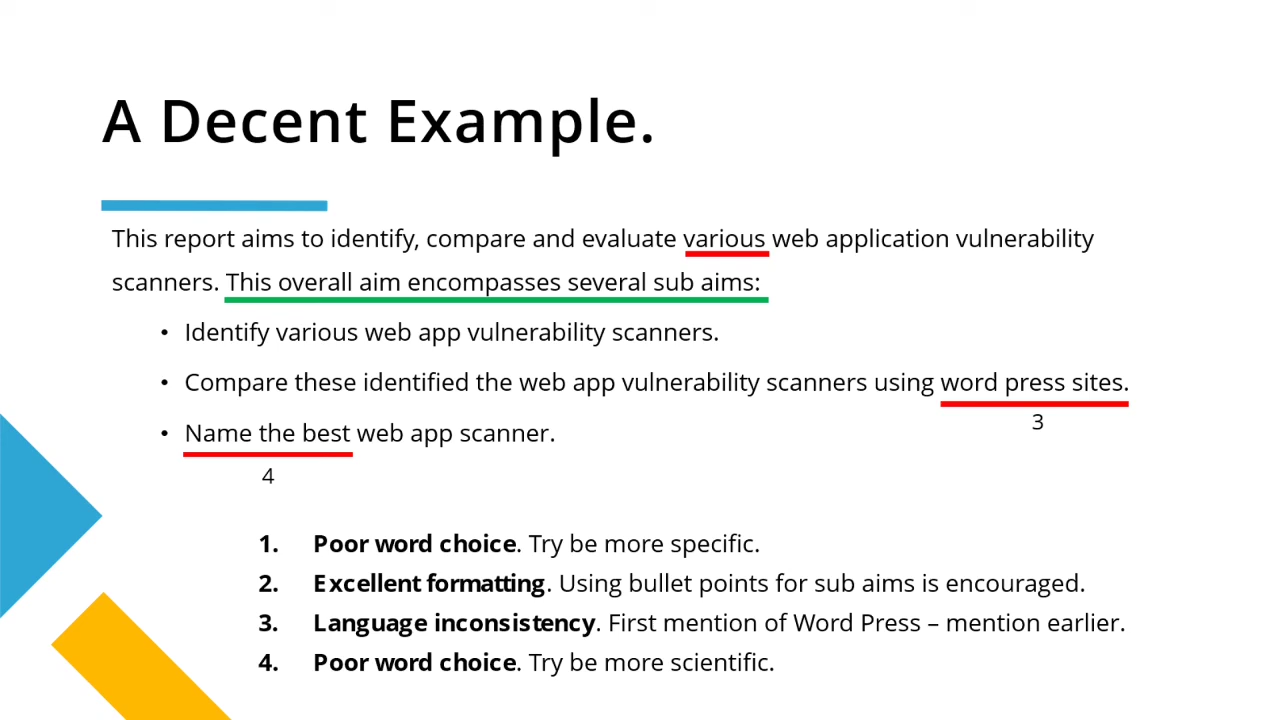 A Decent Example.
This report aims to identify, compare and evaluate various web application vulnerability
scanners. This overall aim encompasses several sub aims:
• Identify various web app vulnerability scanners.
• Compare these identified the web app vulnerability scanners using word press sites.
3
• Name the best web app scanner.
4
1. Poor word choice. Try be more specific.
2. Excellent formatting. Using bullet points for sub aims is encouraged.
3. Language inconsistency. First mention of Word Press – mention earlier.
4. Poor word choice. Try be more scientific.